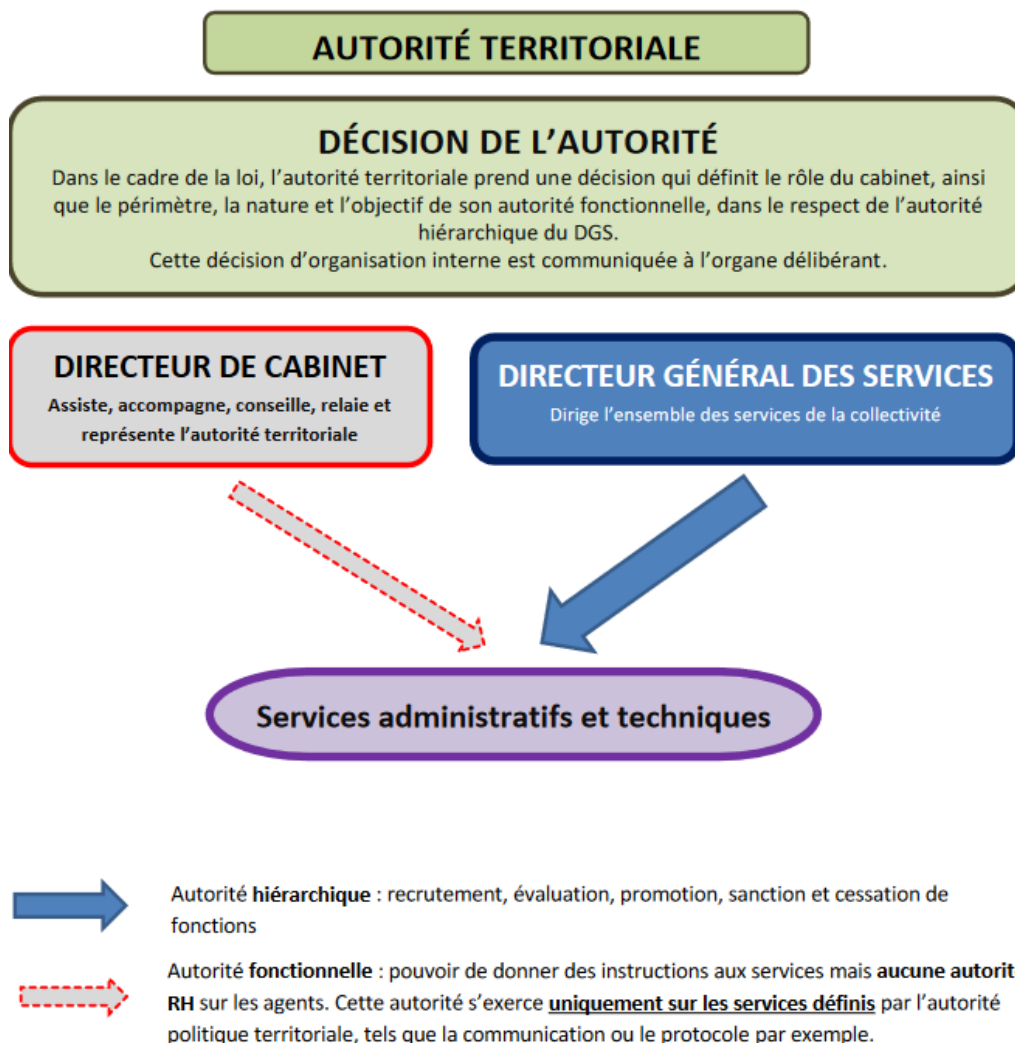 AUTORITÉ TERRITORIALE
DÉCISION DE L’AUTORITÉ
Dans le cadre de la loi, l’autorité territoriale prend une décision qui définit le rôle du cabinet, ainsi
que le périmètre, la nature et l’objectif de son autorité fonctionnelle, dans le respect de l’autorité
hiérarchique du DGS.
Cette décision d’organisation interne est communiquée à l’organe délibérant.
DIRECTEUR DE CABINET
Assiste, accompagne, conseille, relaie et
représente l’autorité territoriale
DIRECTEUR GÉNÉRAL DES SERVICES
Dirige l’ensemble des services de la collectivité
Services administratifs et techniques
Autorité hiérarchique : recrutement, évaluation, promotion, sanction et cessation de
fonctions
Autorité fonctionnelle : pouvoir de donner des instructions aux services mais aucune autorit
RH sur les agents. Cette autorité s’exerce uniquement sur les services définis par l’autorité
politique territoriale, tels que la communication ou le protocole par exemple.